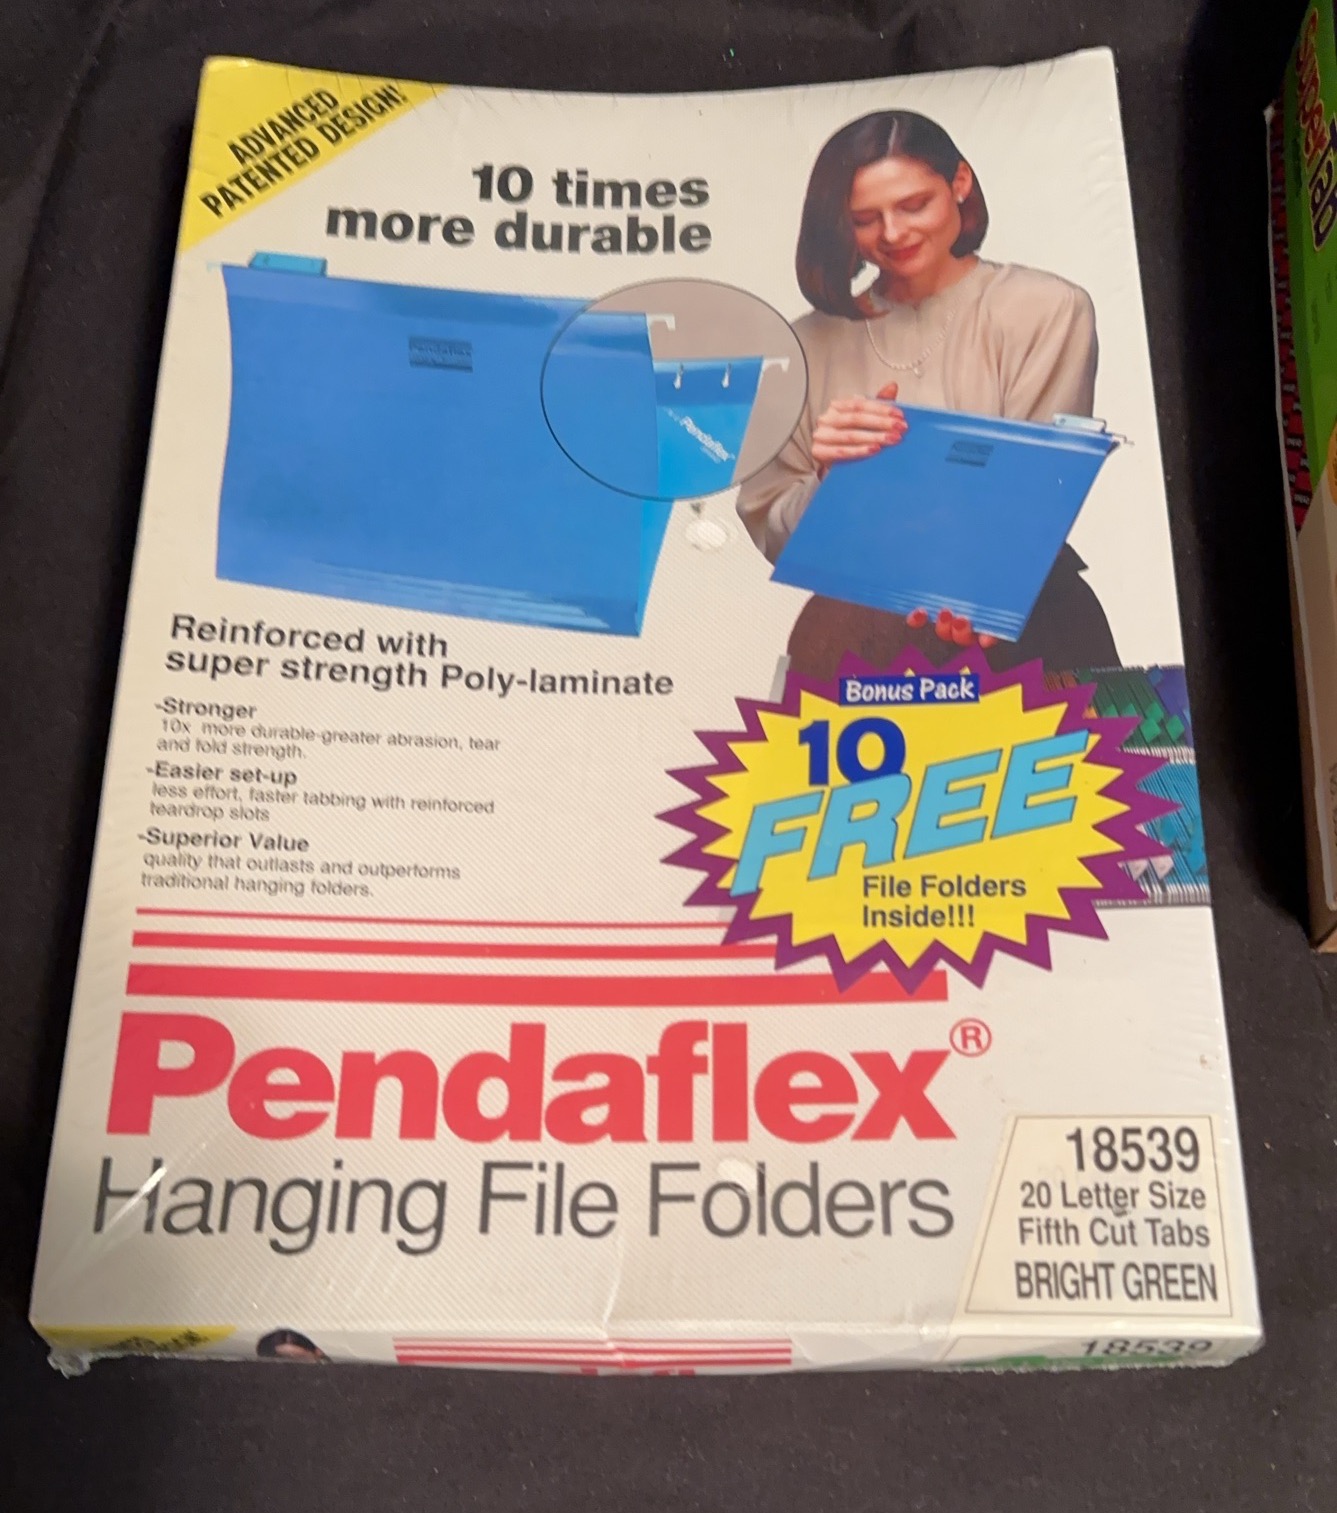 ADVANCED
PATENTED DESIGN!
10 times
more durable
Pendaflex
Reinforced with
super strength Poly-laminate
-Stronger
10x more durable-greater abrasion, tear
and fold strength.
-Easier set-up
less effort, faster tabbing with reinforced
teardrop slots
-Superior Value
quality that outlasts and outperforms
traditional hanging folders.
Bonus Pack
10
FREE
File Folders
Inside!!!
Pendaflex®
Hanging File Folders
18539
20 Letter Size
Fifth Cut Tabs
BRIGHT GREEN
18539